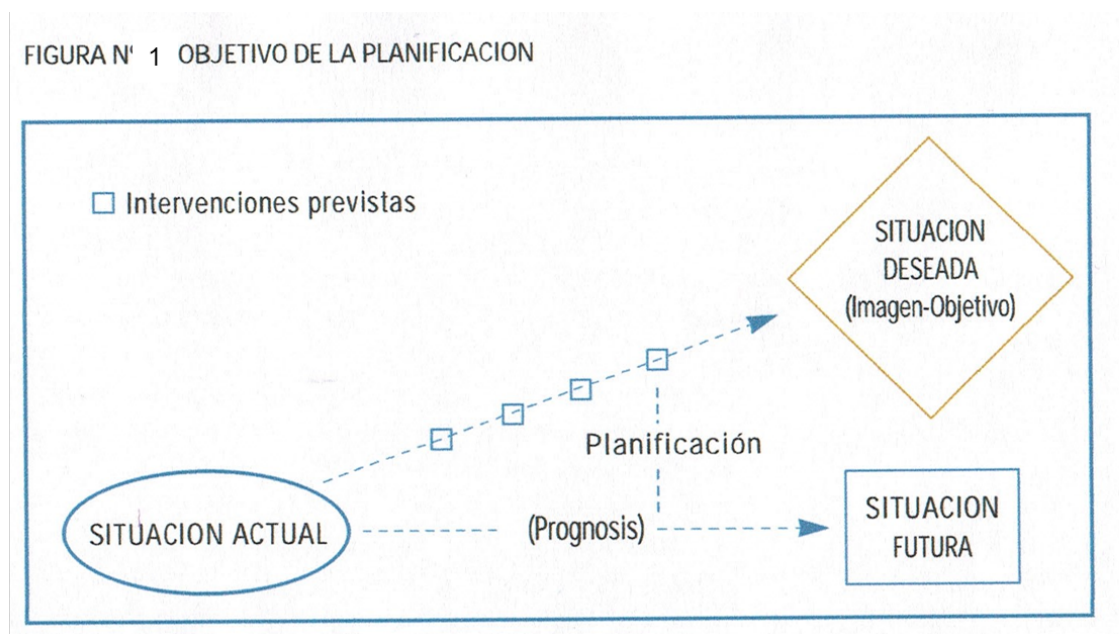 FIGURA N' 1 OBJETIVO DE LA PLANIFICACION
Intervenciones previstas
SITUACION
DESEADA
(Imagen-Objetivo)
Planificación
SITUACION ACTUAL
(Prognosis)
SITUACION
FUTURA